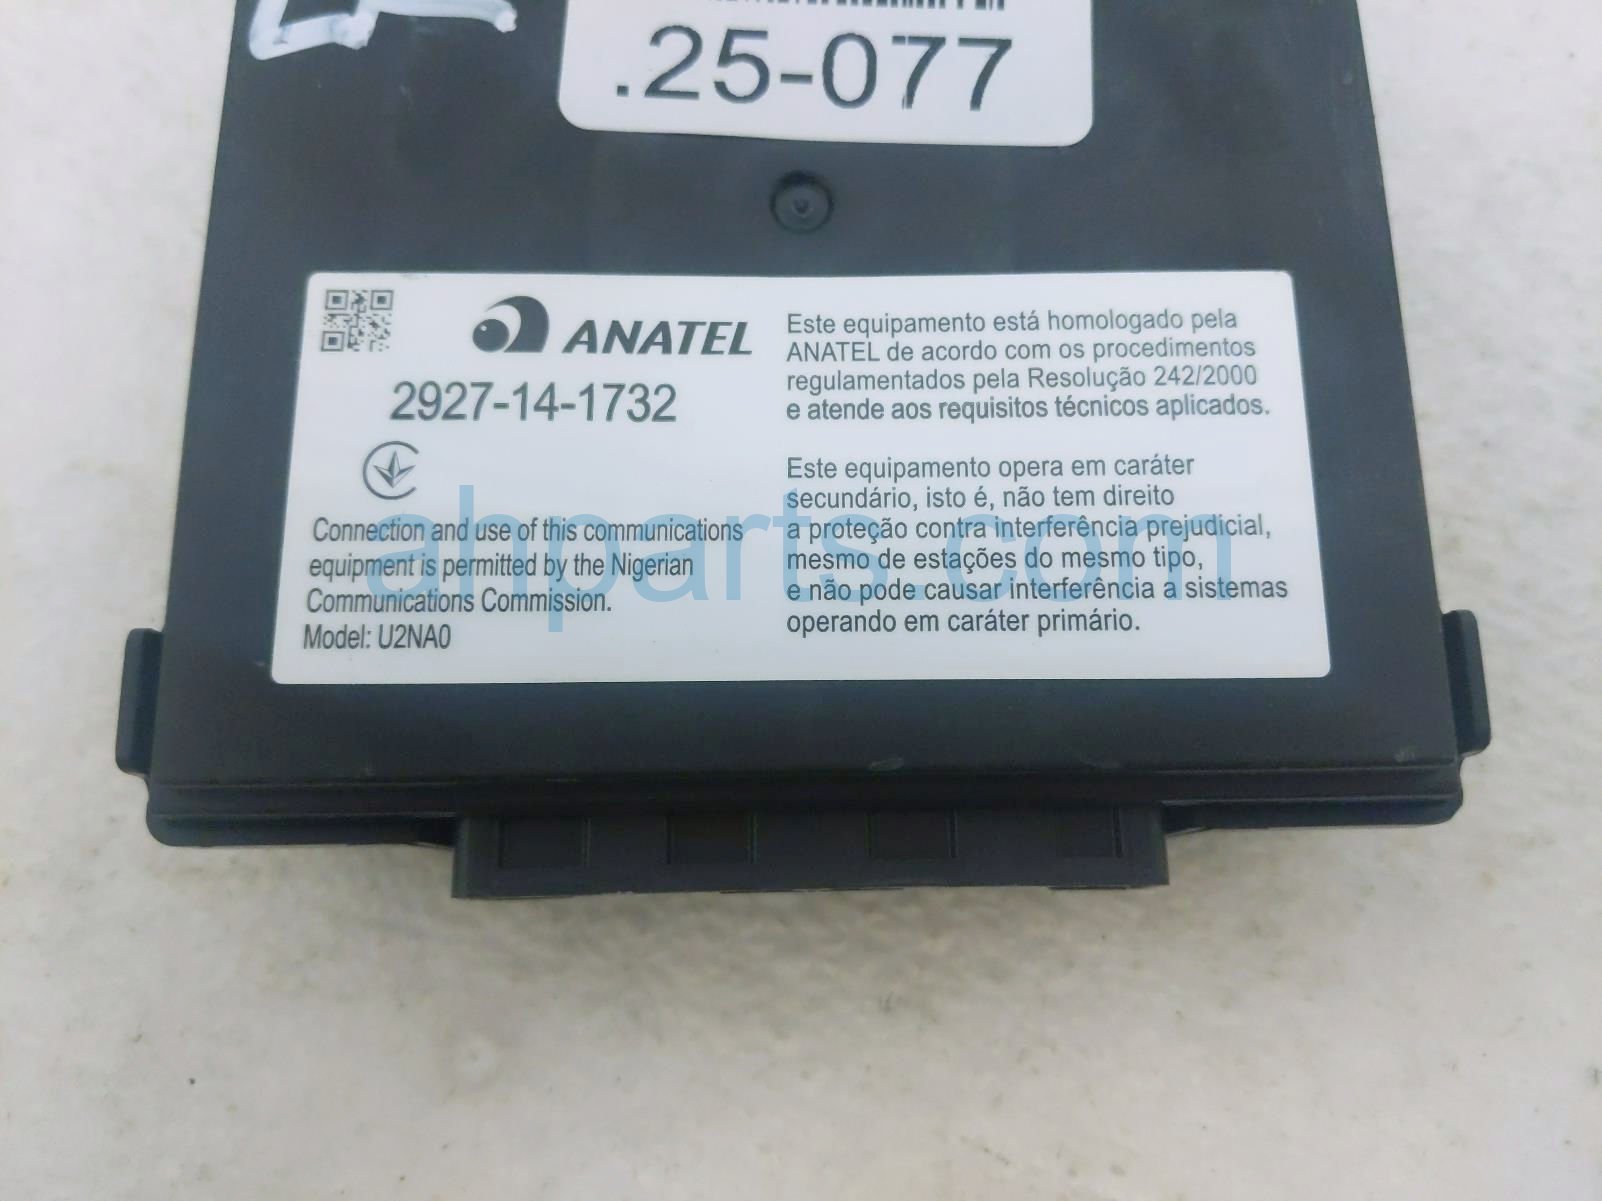 .25-077
ANATEL
2927-14-1732
Connection and use of this communications
equipment is permitted by the Nigerian
Communications Commission.
Model: U2NA0
Este equipamento está homologado pela
ANATEL de acordo com os procedimentos
regulamentados pela Resolução 242/2000
e atende aos requisitos técnicos aplicados.
Este equipamento opera em caráter
secundário, isto é, não tem direito
a proteção contra interferência prejudicial,
mesmo de estações do mesmo tipo,
e não pode causar interferência a sistemas
operando em caráter primário.
ahparts.com